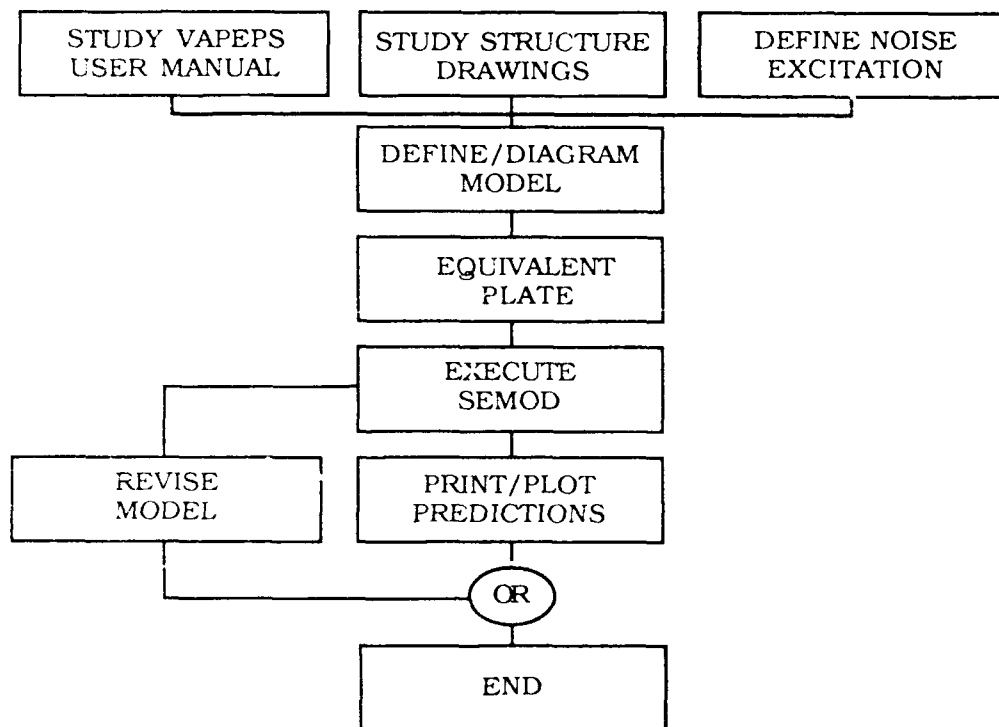 STUDY VAPEPS
USER MANUAL
STUDY STRUCTURE
DRAWINGS
DEFINE NOISE
EXCITATION
DEFINE/DIAGRAM
MODEL
EQUIVALENT
PLATE
EXECUTE
SEMOD
REVISE
MODEL
PRINT/PLOT
PREDICTIONS
OR
END